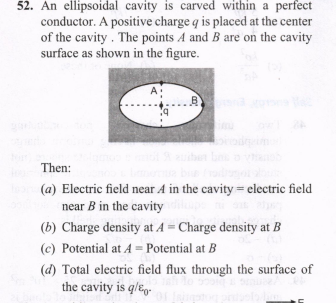 52. An ellipsoidal cavity is carved within a perfect
conductor. A positive charge q is placed at the center
of the cavity . The points A and B are on the cavity
surface as shown in the figure.
A
B
q
Then:
(a) Electric field near A in the cavity = electric field
near B in the cavity
(b) Charge density at A = Charge density at B
(c) Potential at A = Potential at B
(d) Total electric field flux through the surface of
the cavity is q/ε₀.